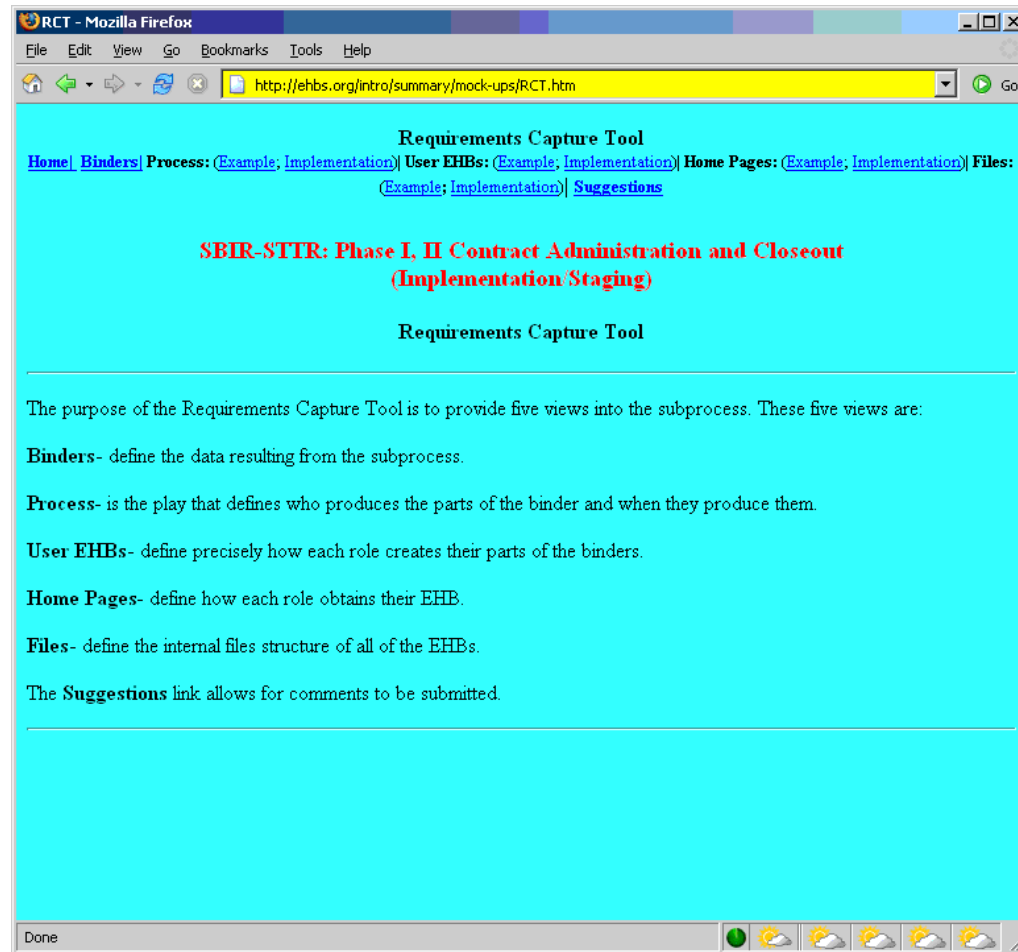 RCT - Mozilla Firefox
File Edit View Go Bookmarks Tools Help
http://ehbs.org/intro/summary/mock-ups/RCT.htm Go
Requirements Capture Tool
Home| Binders| Process: (Example; Implementation)| User EHBs: (Example; Implementation)| Home Pages: (Example; Implementation)| Files:
(Example; Implementation)| Suggestions
SBIR-STTR: Phase I, II Contract Administration and Closeout
(Implementation/Staging)
Requirements Capture Tool
The purpose of the Requirements Capture Tool is to provide five views into the subprocess. These five views are:
Binders- define the data resulting from the subprocess.
Process- is the play that defines who produces the parts of the binder and when they produce them.
User EHBs- define precisely how each role creates their parts of the binders.
Home Pages- define how each role obtains their EHB.
Files- define the internal files structure of all of the EHBs.
The Suggestions link allows for comments to be submitted.
Done